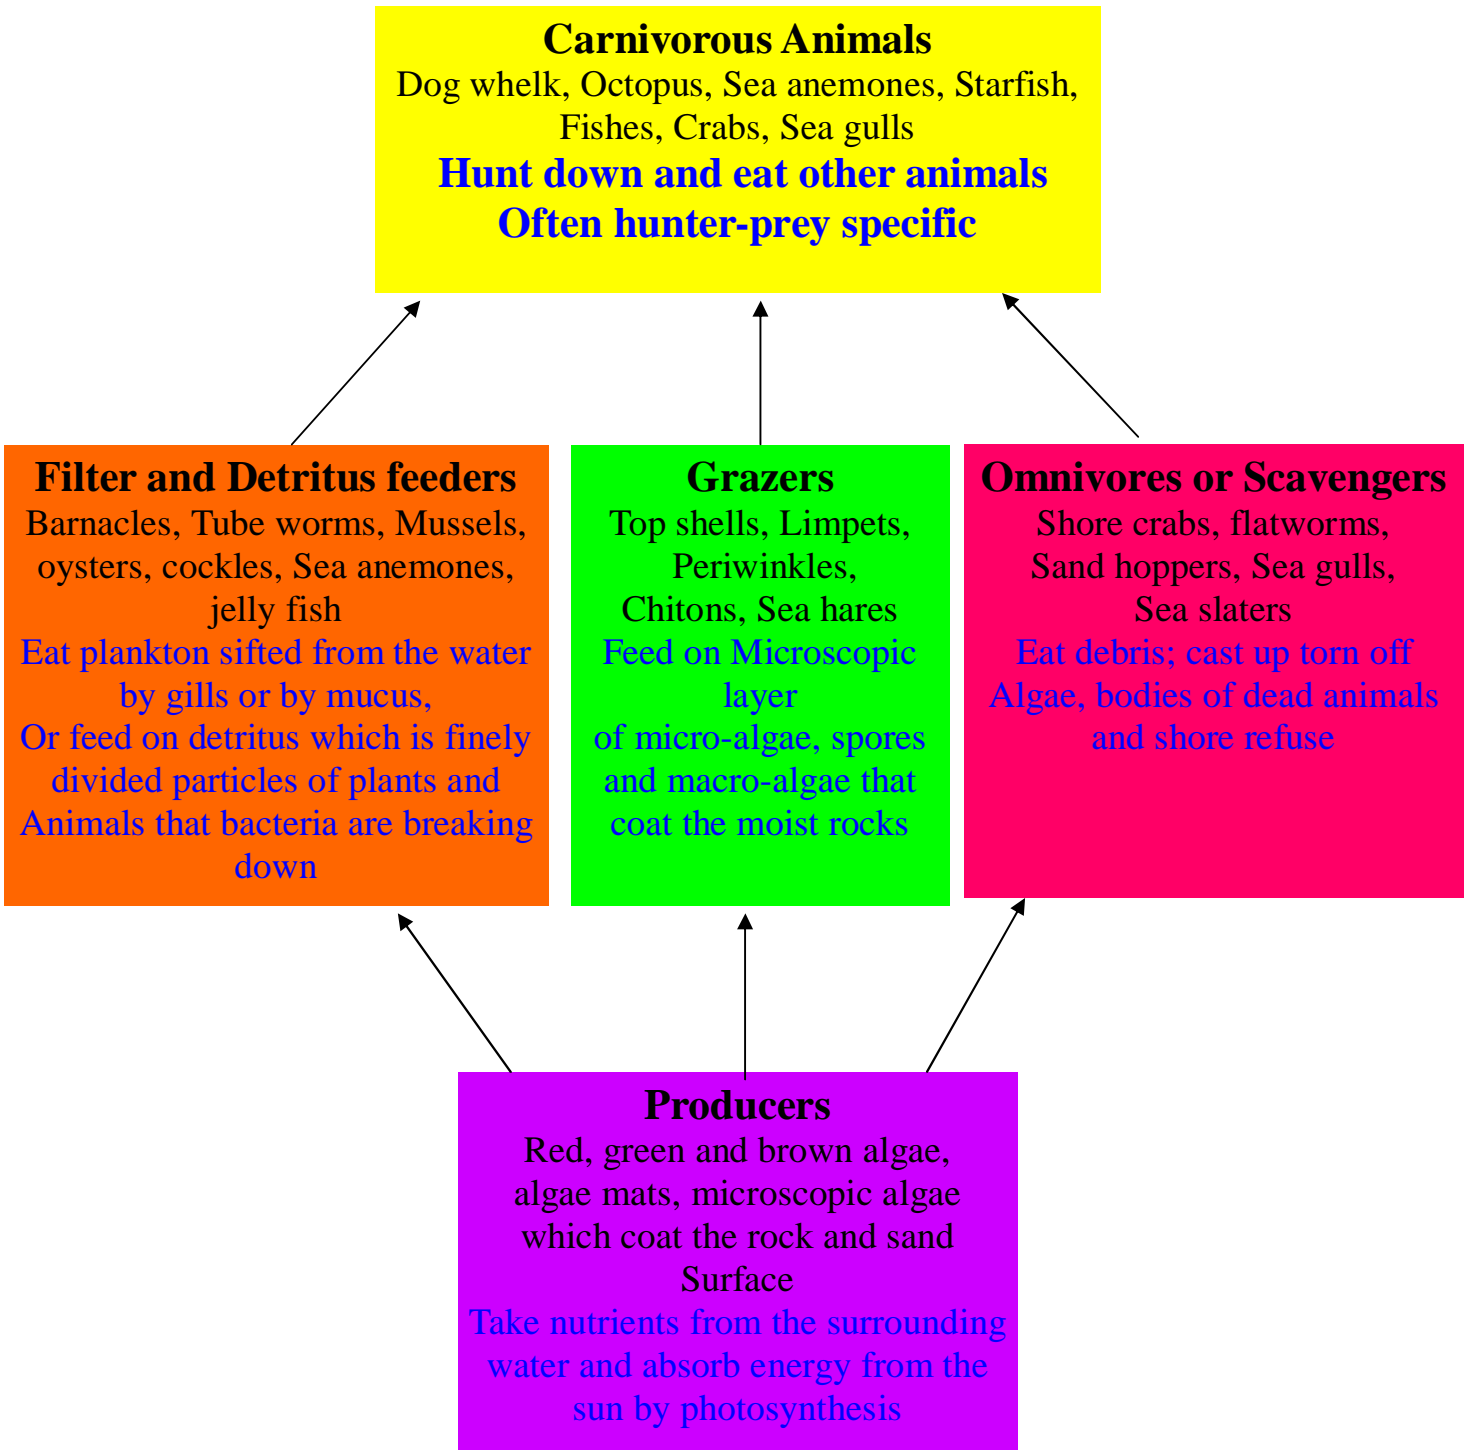 Carnivorous Animals
Dog whelk, Octopus, Sea anemones, Starfish,
Fishes, Crabs, Sea gulls
Hunt down and eat other animals
Often hunter-prey specific
Filter and Detritus feeders
Barnacles, Tube worms, Mussels,
oysters, cockles, Sea anemones,
jelly fish
Eat plankton sifted from the water
by gills or by mucus,
Or feed on detritus which is finely
divided particles of plants and
Animals that bacteria are breaking
down
Grazers
Top shells, Limpets,
Periwinkles,
Chitons, Sea hares
Feed on Microscopic
layer
of micro-algae, spores
and macro-algae that
coat the moist rocks
Omnivores or Scavengers
Shore crabs, flatworms,
Sand hoppers, Sea gulls,
Sea slaters
Eat debris; cast up torn off
Algae, bodies of dead animals
and shore refuse
Producers
Red, green and brown algae,
algae mats, microscopic algae
which coat the rock and sand
Surface
Take nutrients from the surrounding
water and absorb energy from the
sun by photosynthesis